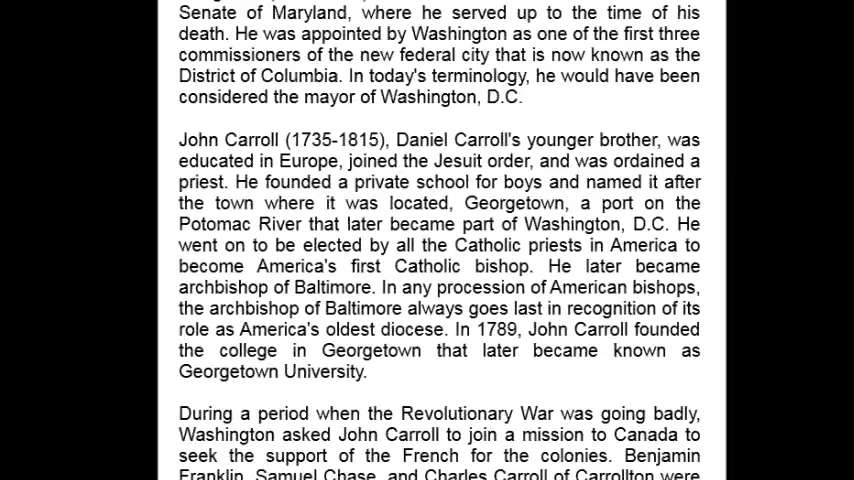 Senate of Maryland, where he served up to the time of his
death. He was appointed by Washington as one of the first three
commissioners of the new federal city that is now known as the
District of Columbia. In today's terminology, he would have been
considered the mayor of Washington, D.C.
John Carroll (1735-1815), Daniel Carroll's younger brother, was
educated in Europe, joined the Jesuit order, and was ordained a
priest. He founded a private school for boys and named it after
the town where it was located, Georgetown, a port on the
Potomac River that later became part of Washington, D.C. He
went on to be elected by all the Catholic priests in America to
become America's first Catholic bishop. He later became
archbishop of Baltimore. In any procession of American bishops,
the archbishop of Baltimore always goes last in recognition of its
role as America's oldest diocese. In 1789, John Carroll founded
the college in Georgetown that later became known as
Georgetown University.
During a period when the Revolutionary War was going badly,
Washington asked John Carroll to join a mission to Canada to
seek the support of the French for the colonies. Benjamin
Franklin, Samuel Chase, and Charles Carroll of Carrollton were